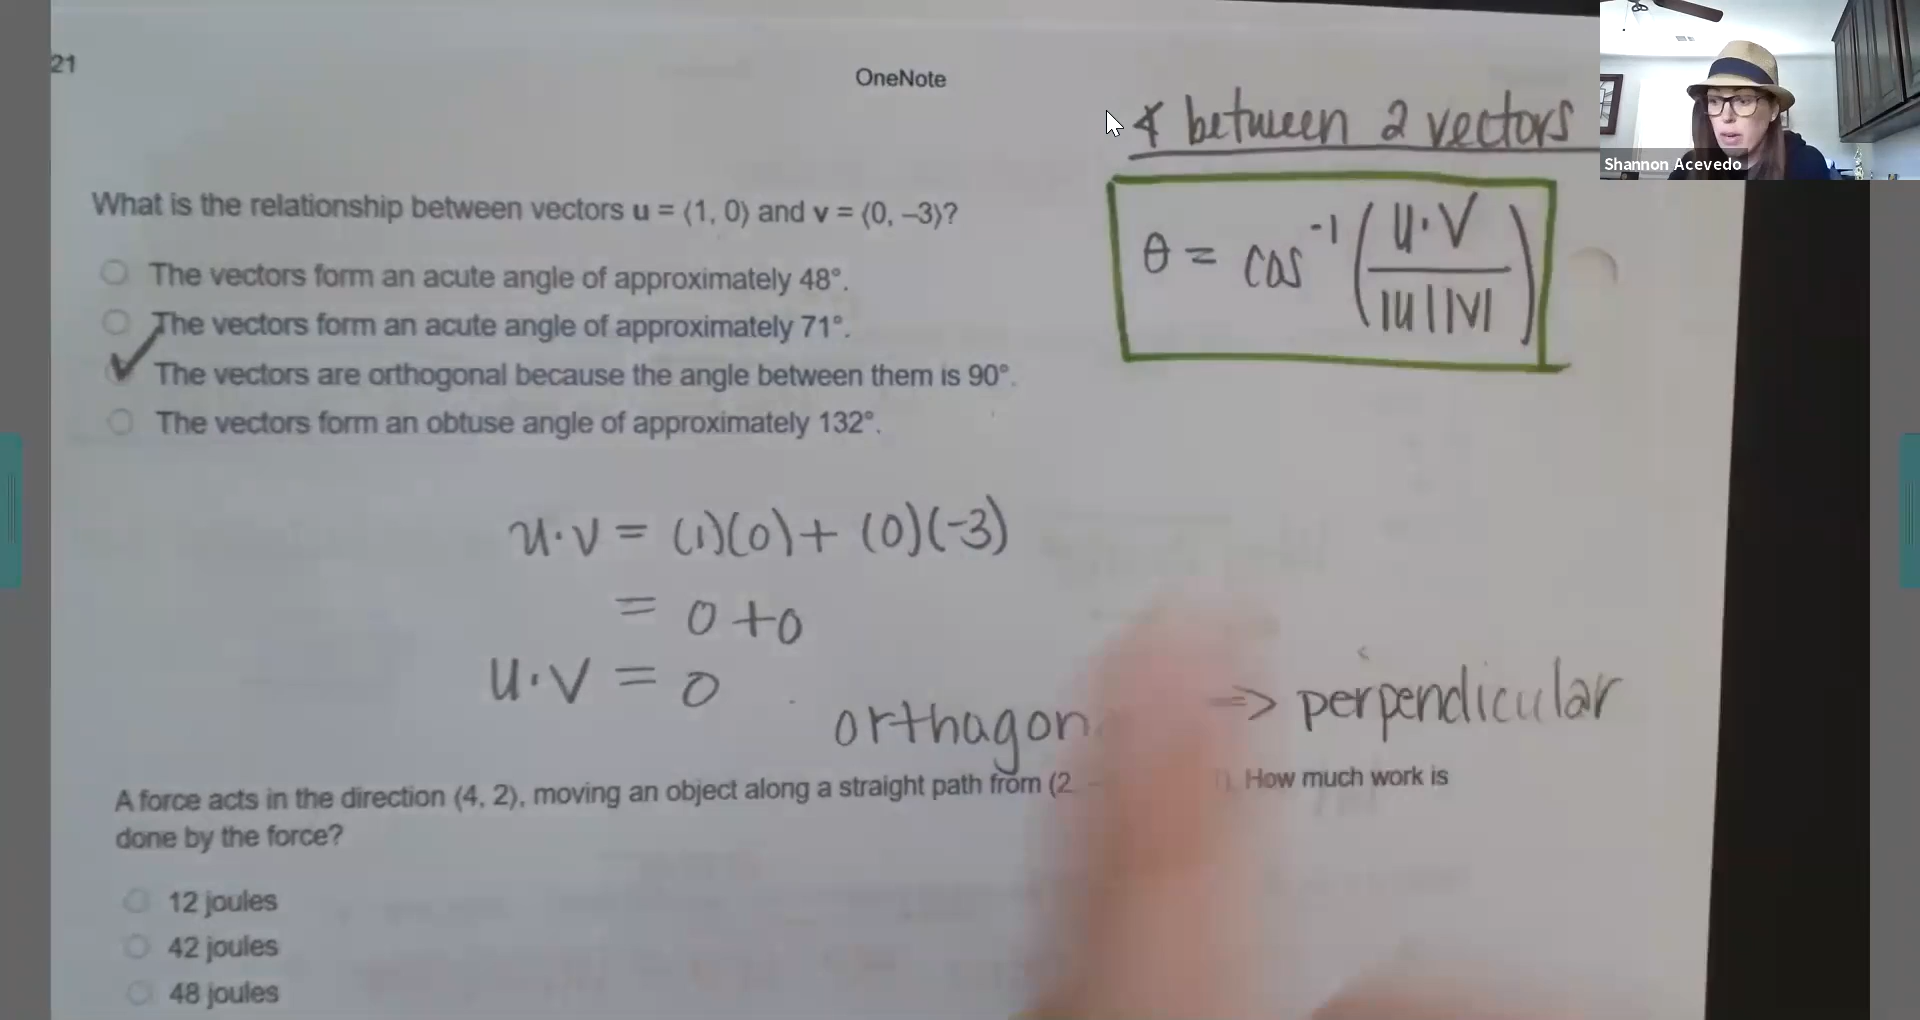 21
OneNote
∡ between 2 vectors
Shannon Acevedo
θ = cos⁻¹ (u·v / |u||v|)
What is the relationship between vectors u = ⟨1, 0⟩ and v = ⟨0, –3⟩?
The vectors form an acute angle of approximately 48°.
The vectors form an acute angle of approximately 71°.
The vectors are orthogonal because the angle between them is 90°.
The vectors form an obtuse angle of approximately 132°.
u·v = (1)(0)+ (0)(-3)
= 0 +0
u·v = 0
orthagon => perpendicular
A force acts in the direction ⟨4, 2⟩, moving an object along a straight path from (2, How much work is
done by the force?
12 joules
42 joules
48 joules